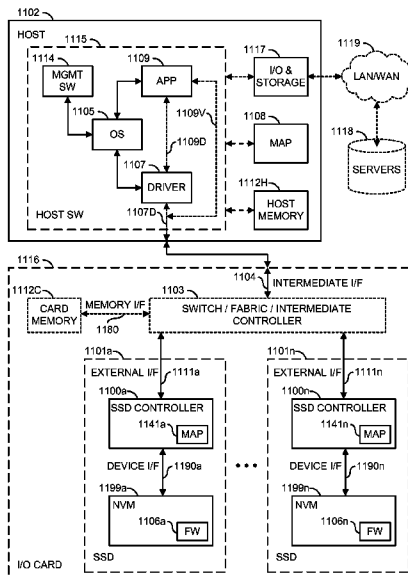 1102
HOST
1115
1114
MGMT
SW
1109
APP
1117
I/O &
STORAGE
1119
LAN/WAN
1105
OS
1109V
1109D
1108
MAP
1118
SERVERS
1107
DRIVER
1112H
HOST
MEMORY
HOST SW
1107D
1116
1104
INTERMEDIATE I/F
1112C
CARD
MEMORY
MEMORY I/F
1180
1103
SWITCH / FABRIC / INTERMEDIATE
CONTROLLER
1101a
EXTERNAL I/F
1111a
1100a
SSD CONTROLLER
1141a
MAP
DEVICE I/F
1190a
1199a
NVM
1106a
FW
SSD
1101n
EXTERNAL I/F
1111n
1100n
SSD CONTROLLER
1141n
MAP
DEVICE I/F
1190n
1199n
NVM
1106n
FW
SSD
I/O CARD